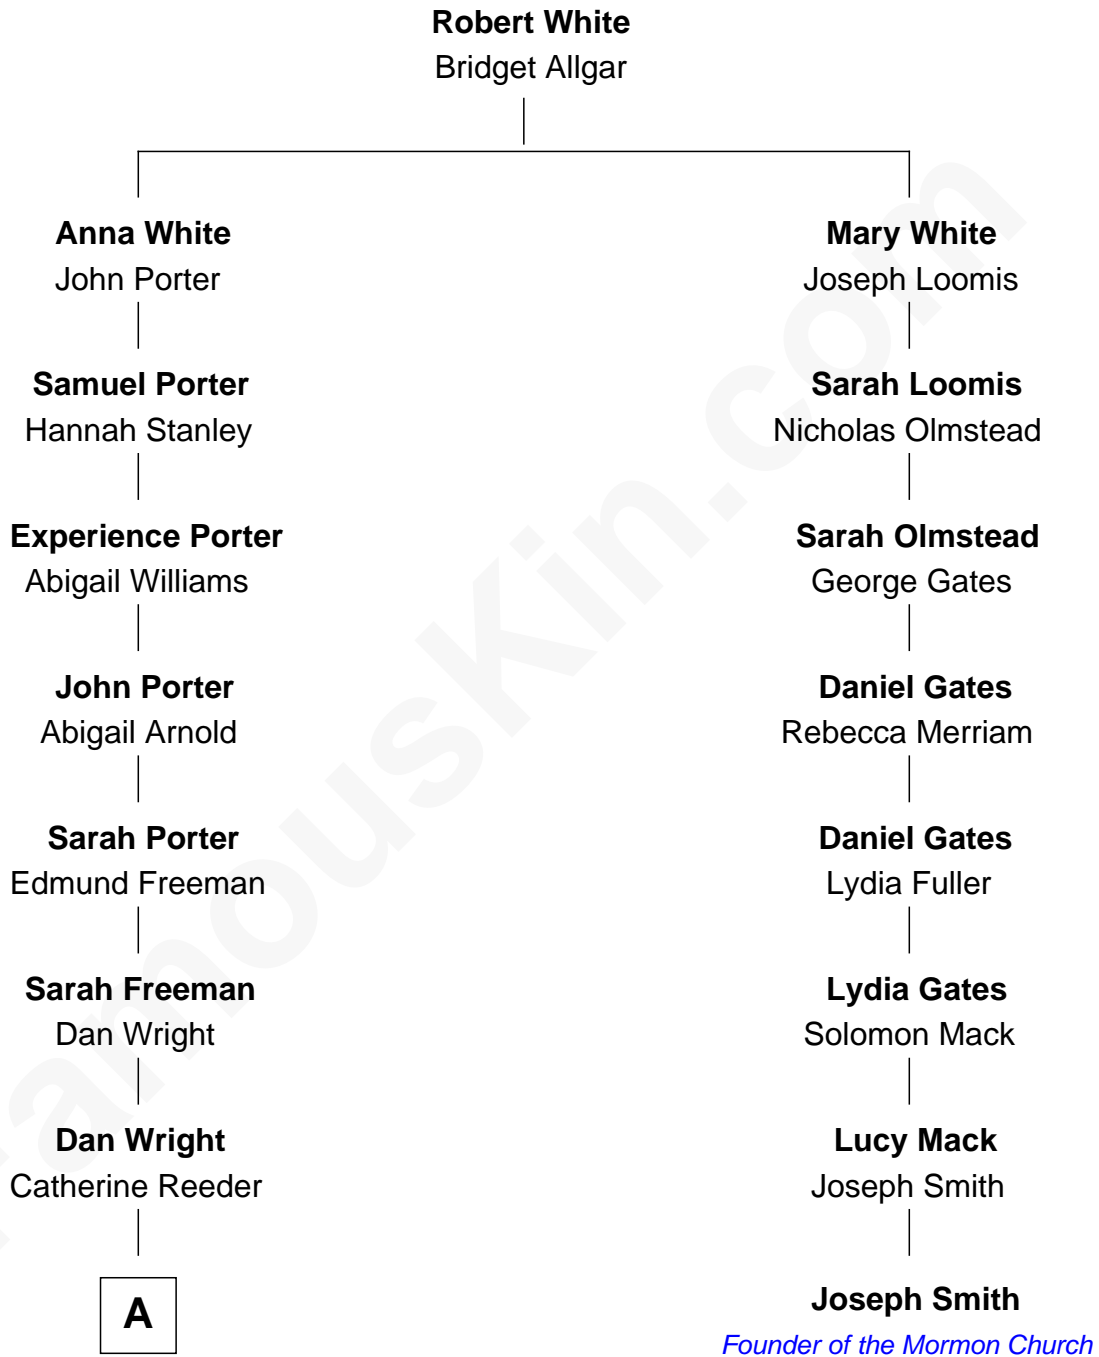 Robert White
Bridget Allgar
Anna White
John Porter
Mary White
Joseph Loomis
Samuel Porter
Hannah Stanley
Sarah Loomis
Nicholas Olmstead
Experience Porter
Abigail Williams
Sarah Olmstead
George Gates
John Porter
Abigail Arnold
Daniel Gates
Rebecca Merriam
Sarah Porter
Edmund Freeman
Daniel Gates
Lydia Fuller
Sarah Freeman
Dan Wright
Lydia Gates
Solomon Mack
Dan Wright
Catherine Reeder
Lucy Mack
Joseph Smith
A
Joseph Smith
Founder of the Mormon Church
FamousKin.com